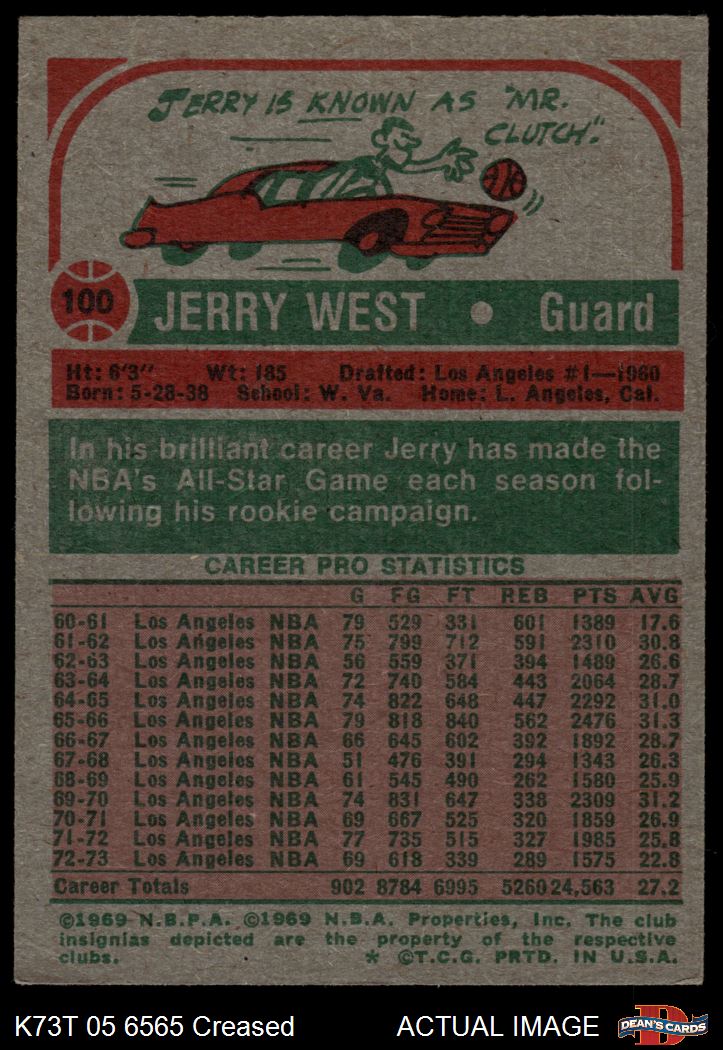 JERRY IS KNOWN AS "MR.
CLUTCH".
100 JERRY WEST • Guard
Ht: 6'3" Wt: 185 Drafted: Los Angeles #1—1960
Born: 5-28-38 School: W. Va. Home: L. Angeles, Cal.
In his brilliant career Jerry has made the
NBA's All-Star Game each season fol-
lowing his rookie campaign.
CAREER PRO STATISTICS
G FG FT REB PTS AVG
60-61 Los Angeles NBA 79 529 331 601 1389 17.6
61-62 Los Angeles NBA 75 799 712 591 2310 30.8
62-63 Los Angeles NBA 56 559 371 394 1489 26.6
63-64 Los Angeles NBA 72 740 584 443 2064 28.7
64-65 Los Angeles NBA 74 822 648 447 2292 31.0
65-66 Los Angeles NBA 79 818 840 562 2476 31.3
66-67 Los Angeles NBA 66 645 602 392 1892 28.7
67-68 Los Angeles NBA 51 476 391 294 1343 26.3
68-69 Los Angeles NBA 61 545 490 262 1580 25.9
69-70 Los Angeles NBA 74 831 647 338 2309 31.2
70-71 Los Angeles NBA 69 667 525 320 1859 26.9
71-72 Los Angeles NBA 77 735 515 327 1985 25.8
72-73 Los Angeles NBA 69 618 339 289 1575 22.8
Career Totals 902 8784 6995 5260 24,563 27.2
©1969 N.B.P.A. ©1969 N.B.A. Properties, Inc. The club
insignias depicted are the property of the respective
clubs. * ©T.C.G. PRTD. IN U.S.A.
K73T 05 6565 Creased ACTUAL IMAGE D DEAN'S CARDS